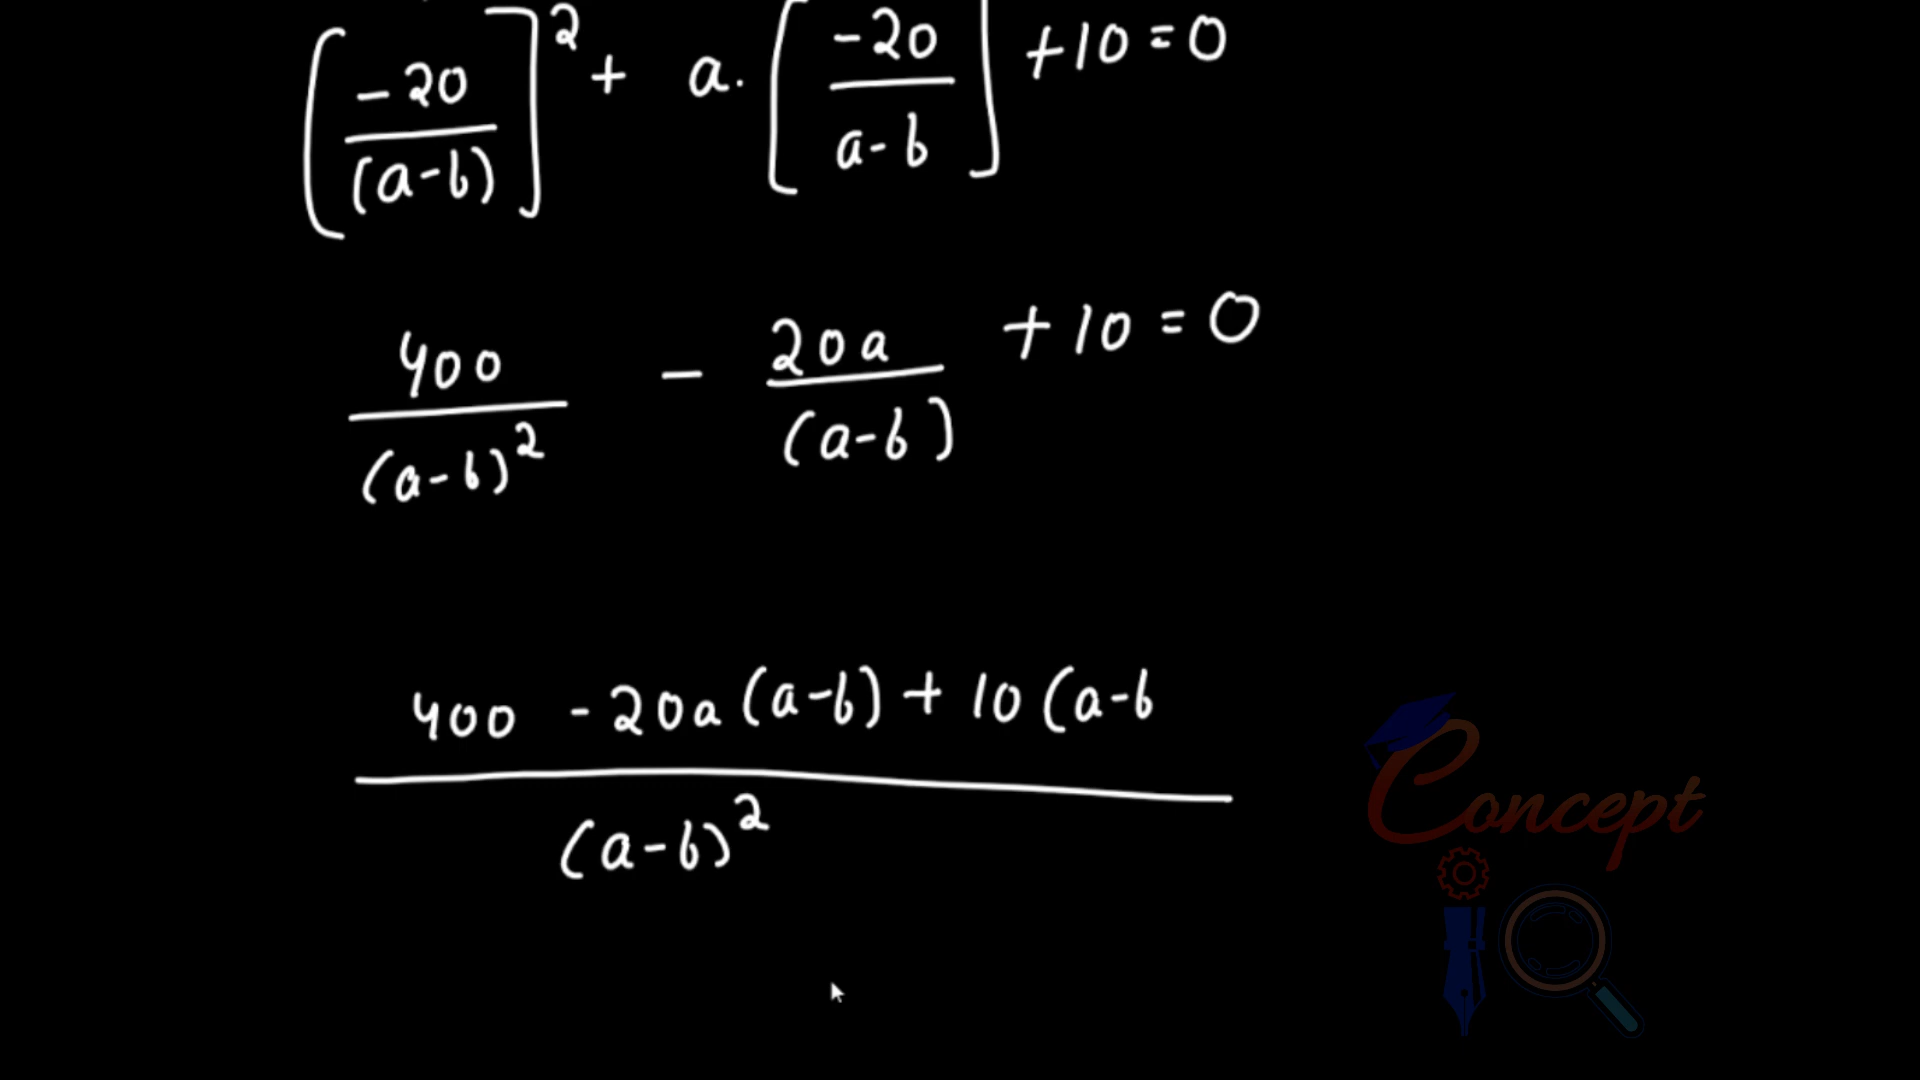 [-20/(a-b)]² + a·[-20/a-b] +10=0
400/(a-b)² - 20a/(a-b) +10=0
400 -20a(a-b)+10(a-b
(a-b)²
Concept